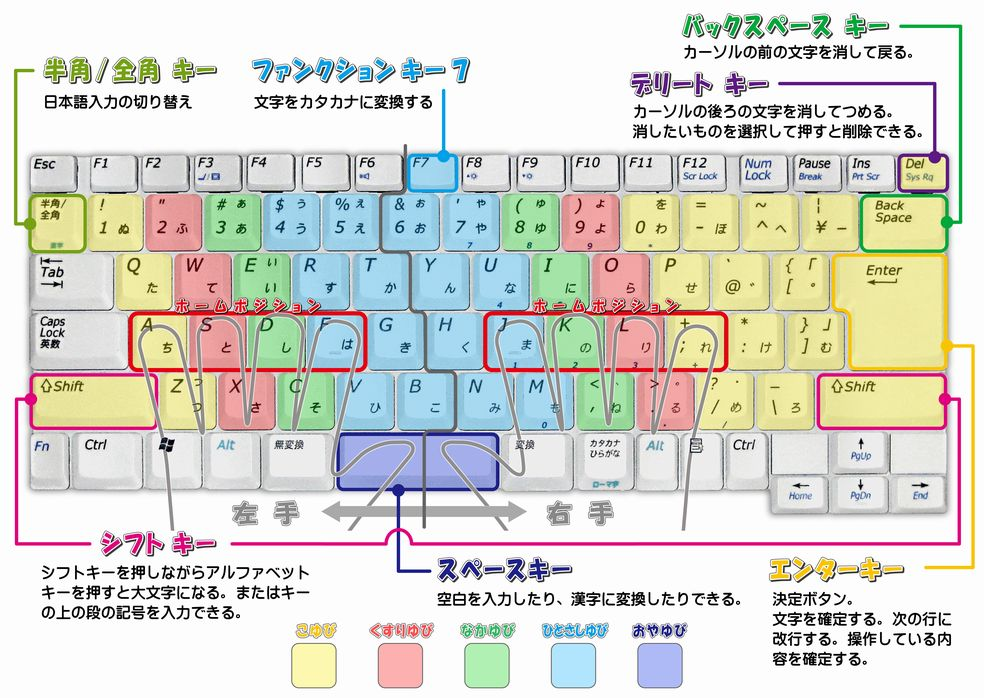 バックスペース キー
カーソルの前の文字を消して戻る。
半角/全角 キー
日本語入力の切り替え
ファンクション キー 7
文字をカタカナに変換する
デリート キー
カーソルの後ろの文字を消してつめる。
消したいものを選択して押すと削除できる。
Esc F1 F2 F3 F4 F5 F6 F7 F8 F9 F10 F11 F12 Scr Lock Num Lock Pause Break Ins Prt Scr Del Sys Rq
半角/全角 ! 1 ぬ " 2 ふ # ぁ 3 あ $ ぅ 4 う % ぇ 5 え & ぉ 6 お ' ゃ 7 や 7 ( ゅ 8 ゆ 8 ) ょ 9 よ 9 を 0 わ = - ほ ~ ^ へ ¦ ¥ ー Back Space
Tab Q た W て E ぃ い R す T か Y ん U な 4 I に O ら P せ ` @ ゛ { 「 [ ゜ Enter
ホームポジション ホームポジション
Caps Lock 英数 A ち S と D し F は G き H く J ま K の L り 3 + ; れ * : け } 」 ] む
Shift Z っ つ X さ C そ V ひ B こ N み M も 0 < 、 , ね > 。 . る ? ・ / め _ \ ろ Shift
Fn Ctrl Alt 無変換 変換 カタカナ ひらがな ローマ字 Alt Ctrl PgUp
Home PgDn End
左手 右手
シフト キー
シフトキーを押しながらアルファベット
キーを押すと大文字になる。またはキー
の上の段の記号を入力できる。
スペースキー
空白を入力したり、漢字に変換したりできる。
エンターキー
決定ボタン。
文字を確定する。次の行に
改行する。操作している内
容を確定する。
こゆび くすりゆび なかゆび ひとさしゆび おやゆび